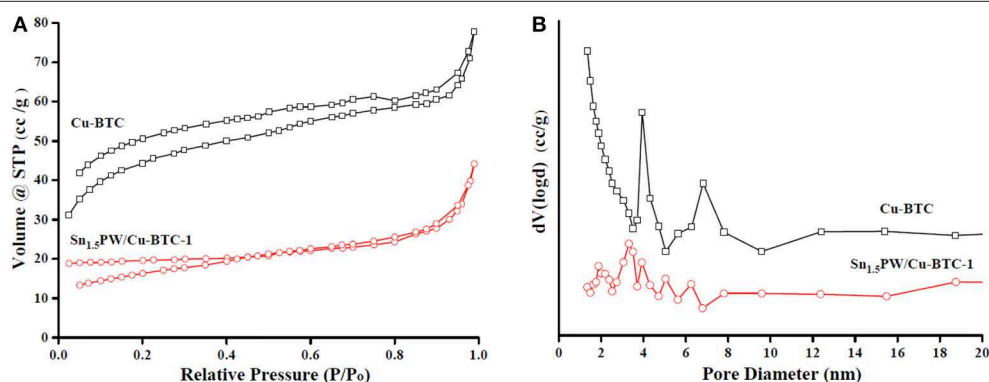 A
Volume @ STP (cc /g)
80
70
60
50
40
30
20
10
0
Cu-BTC
Sn1.5PW/Cu-BTC-1
0.0 0.2 0.4 0.6 0.8 1.0
Relative Pressure (P/Po)
B
dV(logd) (cc/g)
Cu-BTC
Sn1.5PW/Cu-BTC-1
0 2 4 6 8 10 12 14 16 18 20
Pore Diameter (nm)